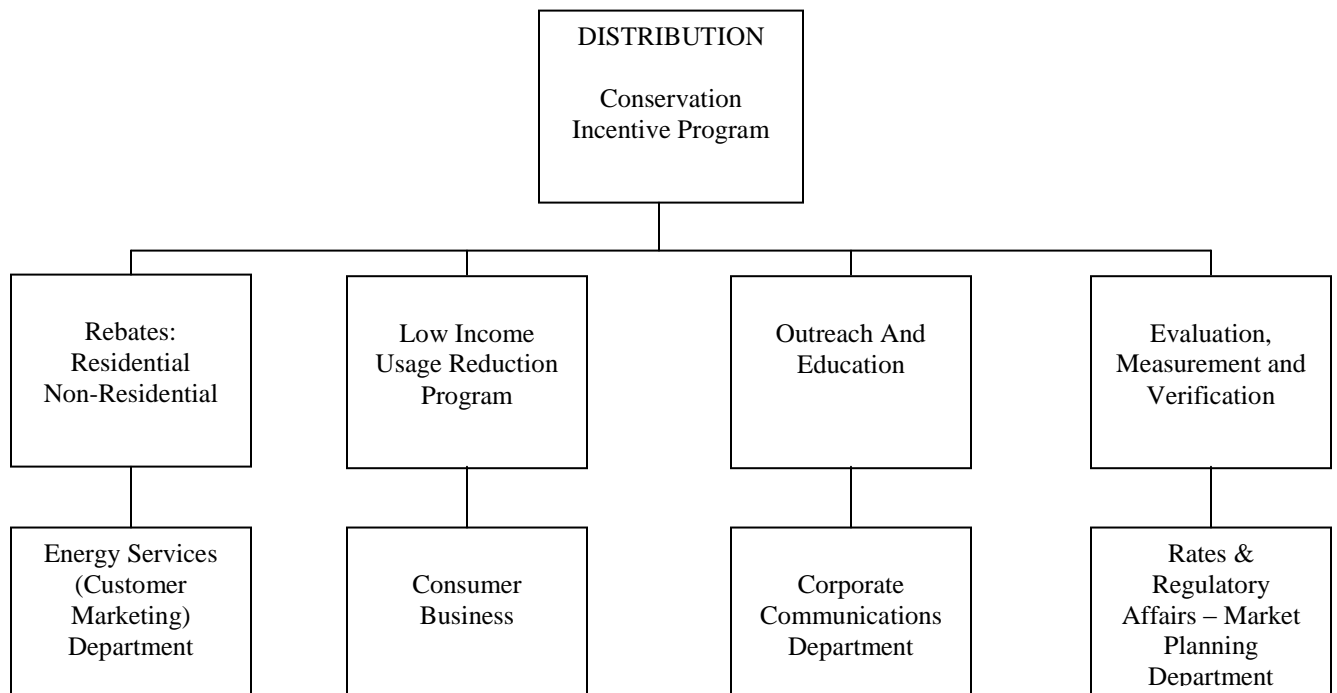 DISTRIBUTION
Conservation
Incentive Program
Rebates:
Residential
Non-Residential
Low Income
Usage Reduction
Program
Outreach And
Education
Evaluation,
Measurement and
Verification
Energy Services
(Customer
Marketing)
Department
Consumer
Business
Corporate
Communications
Department
Rates &
Regulatory
Affairs – Market
Planning
Department